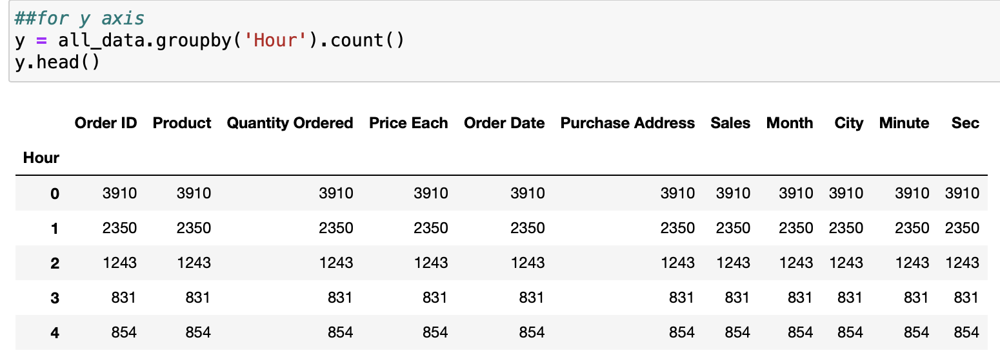 ##for y axis
y = all_data.groupby('Hour').count()
y.head()
Order ID Product Quantity Ordered Price Each Order Date Purchase Address Sales Month City Minute Sec
Hour
0 3910 3910 3910 3910 3910 3910 3910 3910 3910 3910 3910
1 2350 2350 2350 2350 2350 2350 2350 2350 2350 2350 2350
2 1243 1243 1243 1243 1243 1243 1243 1243 1243 1243 1243
3 831 831 831 831 831 831 831 831 831 831 831
4 854 854 854 854 854 854 854 854 854 854 854